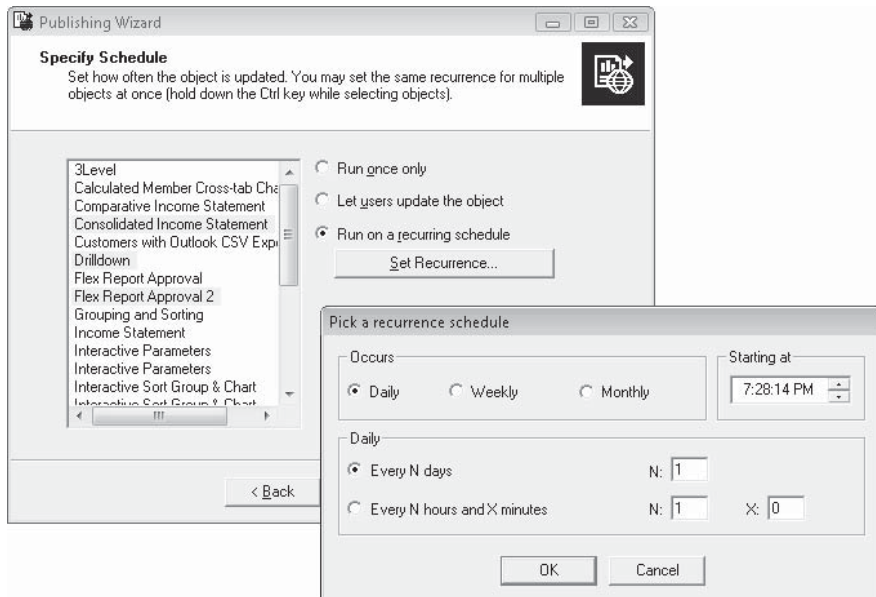 Publishing Wizard
Specify Schedule
Set how often the object is updated. You may set the same recurrence for multiple
objects at once (hold down the Ctrl key while selecting objects).
3Level
Calculated Member Cross-tab Cha
Comparative Income Statement
Consolidated Income Statement
Customers with Outlook CSV Exp
Drilldown
Flex Report Approval
Flex Report Approval 2
Grouping and Sorting
Income Statement
Interactive Parameters
Interactive Parameters
Interactive Sort Group & Chart
Interactive Sort Group & Chart
Run once only
Let users update the object
Run on a recurring schedule
Set Recurrence...
< Back
Pick a recurrence schedule
Occurs
Daily Weekly Monthly
Starting at
7:28:14 PM
Daily
Every N days N: 1
Every N hours and X minutes N: 1 X: 0
OK Cancel